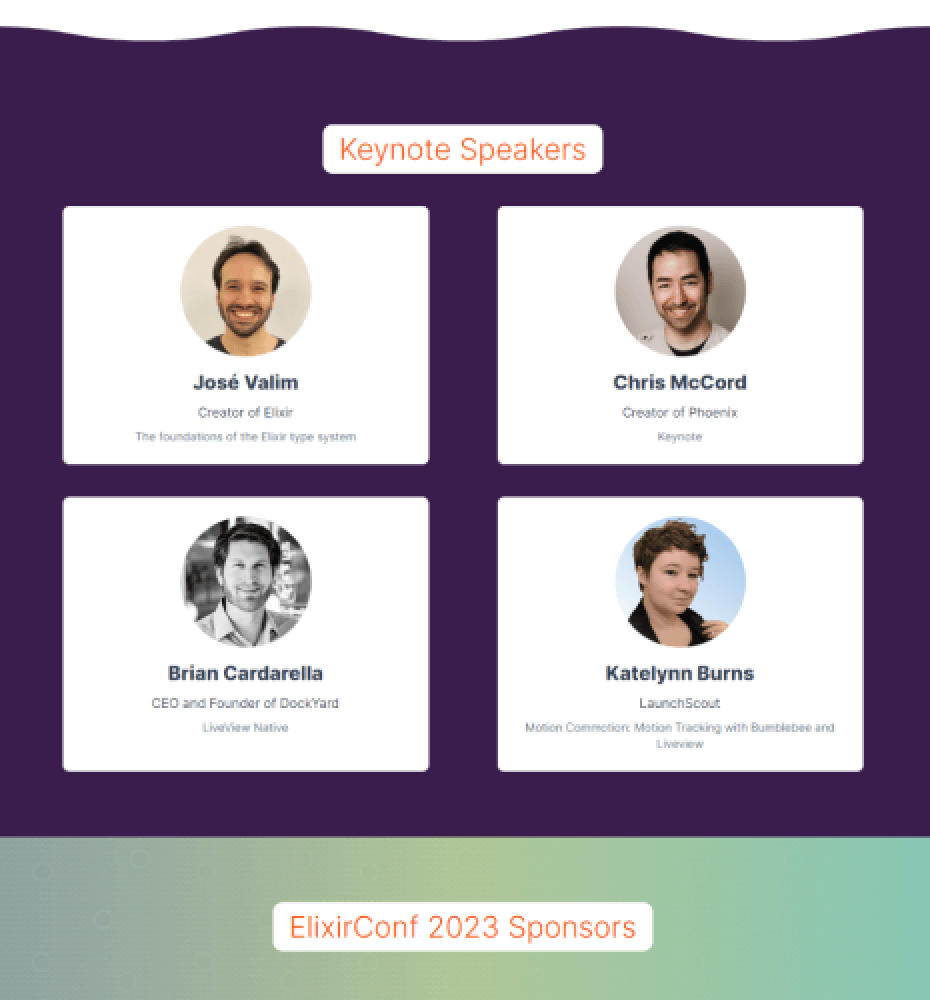 Keynote Speakers
José Valim
Creator of Elixir
The foundations of the Elixir type system
Chris McCord
Creator of Phoenix
Keynote
Brian Cardarella
CEO and Founder of DockYard
LiveView Native
Katelynn Burns
LaunchScout
Motion Commotion: Motion Tracking with Bumblebee and
Liveview
ElixirConf 2023 Sponsors